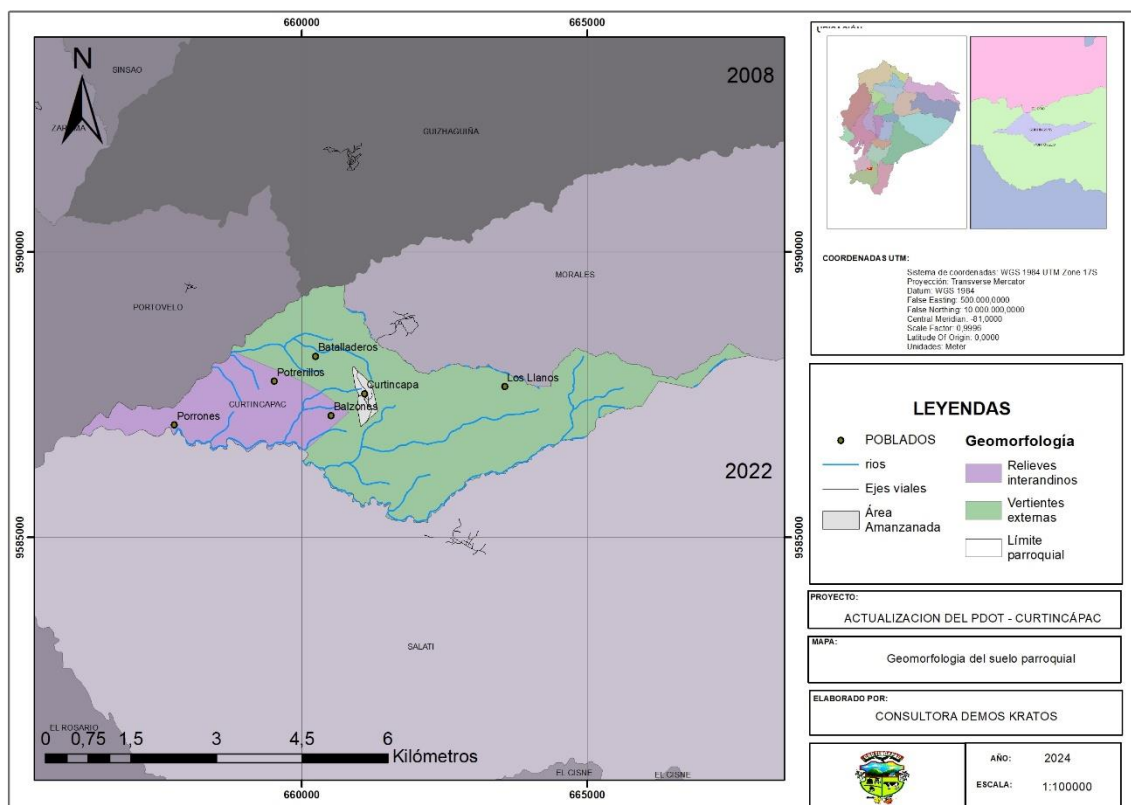 660000
665000
N
SINSAO
2008
GUIZHAGUIÑA
9590000
9590000
MORALES
PORTOVELO
Batalladeros
Potrerillos
Curtincapa
Los Llanos
CURTINCAPAC
Balzones
Porrones
2022
9585000
9585000
SALATI
EL ROSARIO
0 0,75 1,5 3 4,5 6
Kilómetros
EL CISNE
EL CISNE
660000
665000
COORDENADAS UTM:
Sistema de coordenadas: WGS 1984 UTM Zone 17S
Proyección: Transverse Mercator
Datum: WGS 1984
False Easting: 500.000,0000
False Northing: 10.000.000,0000
Central Meridian: -81,0000
Scale Factor: 0,9996
Latitude Of Origin: 0,0000
Unidades: Meter
LEYENDAS
POBLADOS
rios
Ejes viales
Área
Amanzanada
Geomorfología
Relieves
interandinos
Vertientes
externas
Límite
parroquial
PROYECTO:
ACTUALIZACION DEL PDOT - CURTINCÁPAC
MAPA:
Geomorfologia del suelo parroquial
ELABORADO POR:
CONSULTORA DEMOS KRATOS
AÑO: 2024
ESCALA: 1:100000